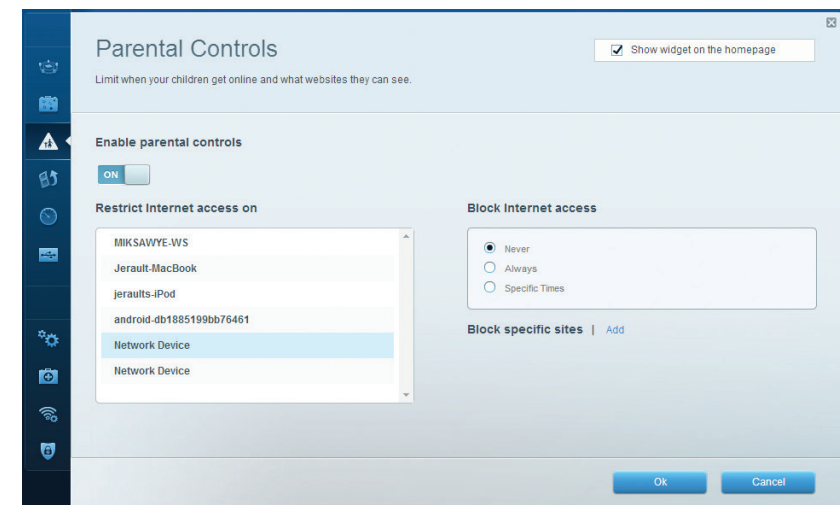 Parental Controls
Show widget on the homepage
Limit when your children get online and what websites they can see.
Enable parental controls
ON
Restrict Internet access on
MIKSAWYE-WS
Jerault-MacBook
jeraults-iPod
android-db1885199bb76461
Network Device
Network Device
Block Internet access
Never
Always
Specific Times
Block specific sites | Add
Ok
Cancel